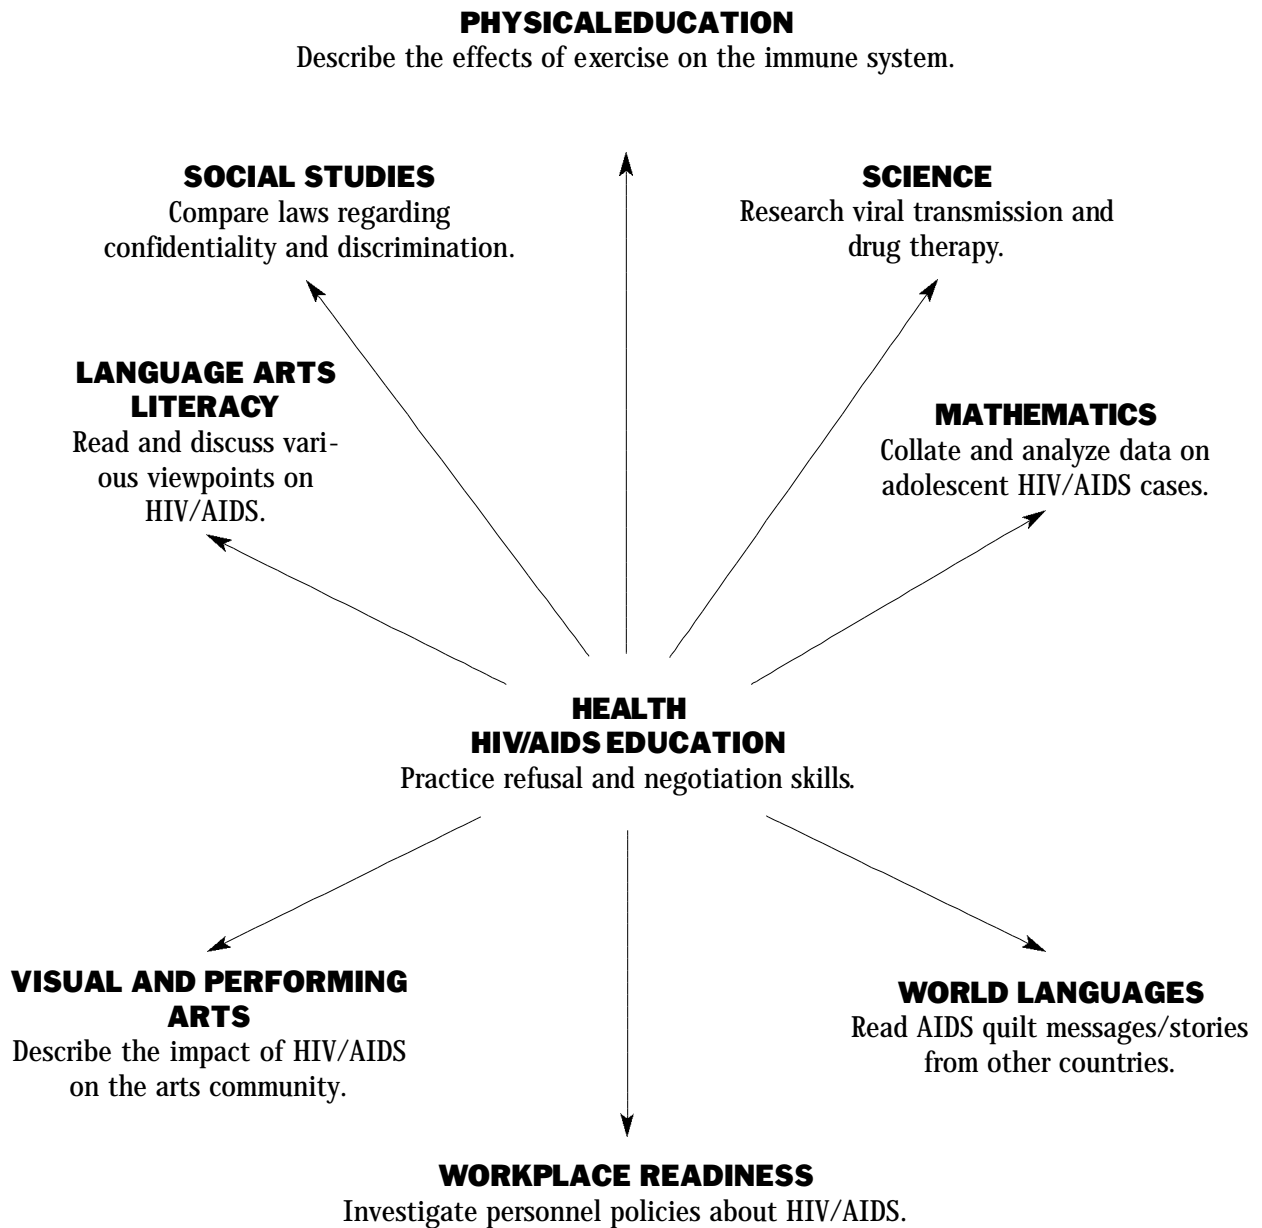 PHYSICAL EDUCATION
Describe the effects of exercise on the immune system.
SOCIAL STUDIES
Compare laws regarding
confidentiality and discrimination.
SCIENCE
Research viral transmission and
drug therapy.
LANGUAGE ARTS
LITERACY
Read and discuss vari-
ous viewpoints on
HIV/AIDS.
MATHEMATICS
Collate and analyze data on
adolescent HIV/AIDS cases.
HEALTH
HIV/AIDS EDUCATION
Practice refusal and negotiation skills.
VISUAL AND PERFORMING
ARTS
Describe the impact of HIV/AIDS
on the arts community.
WORLD LANGUAGES
Read AIDS quilt messages/stories
from other countries.
WORKPLACE READINESS
Investigate personnel policies about HIV/AIDS.